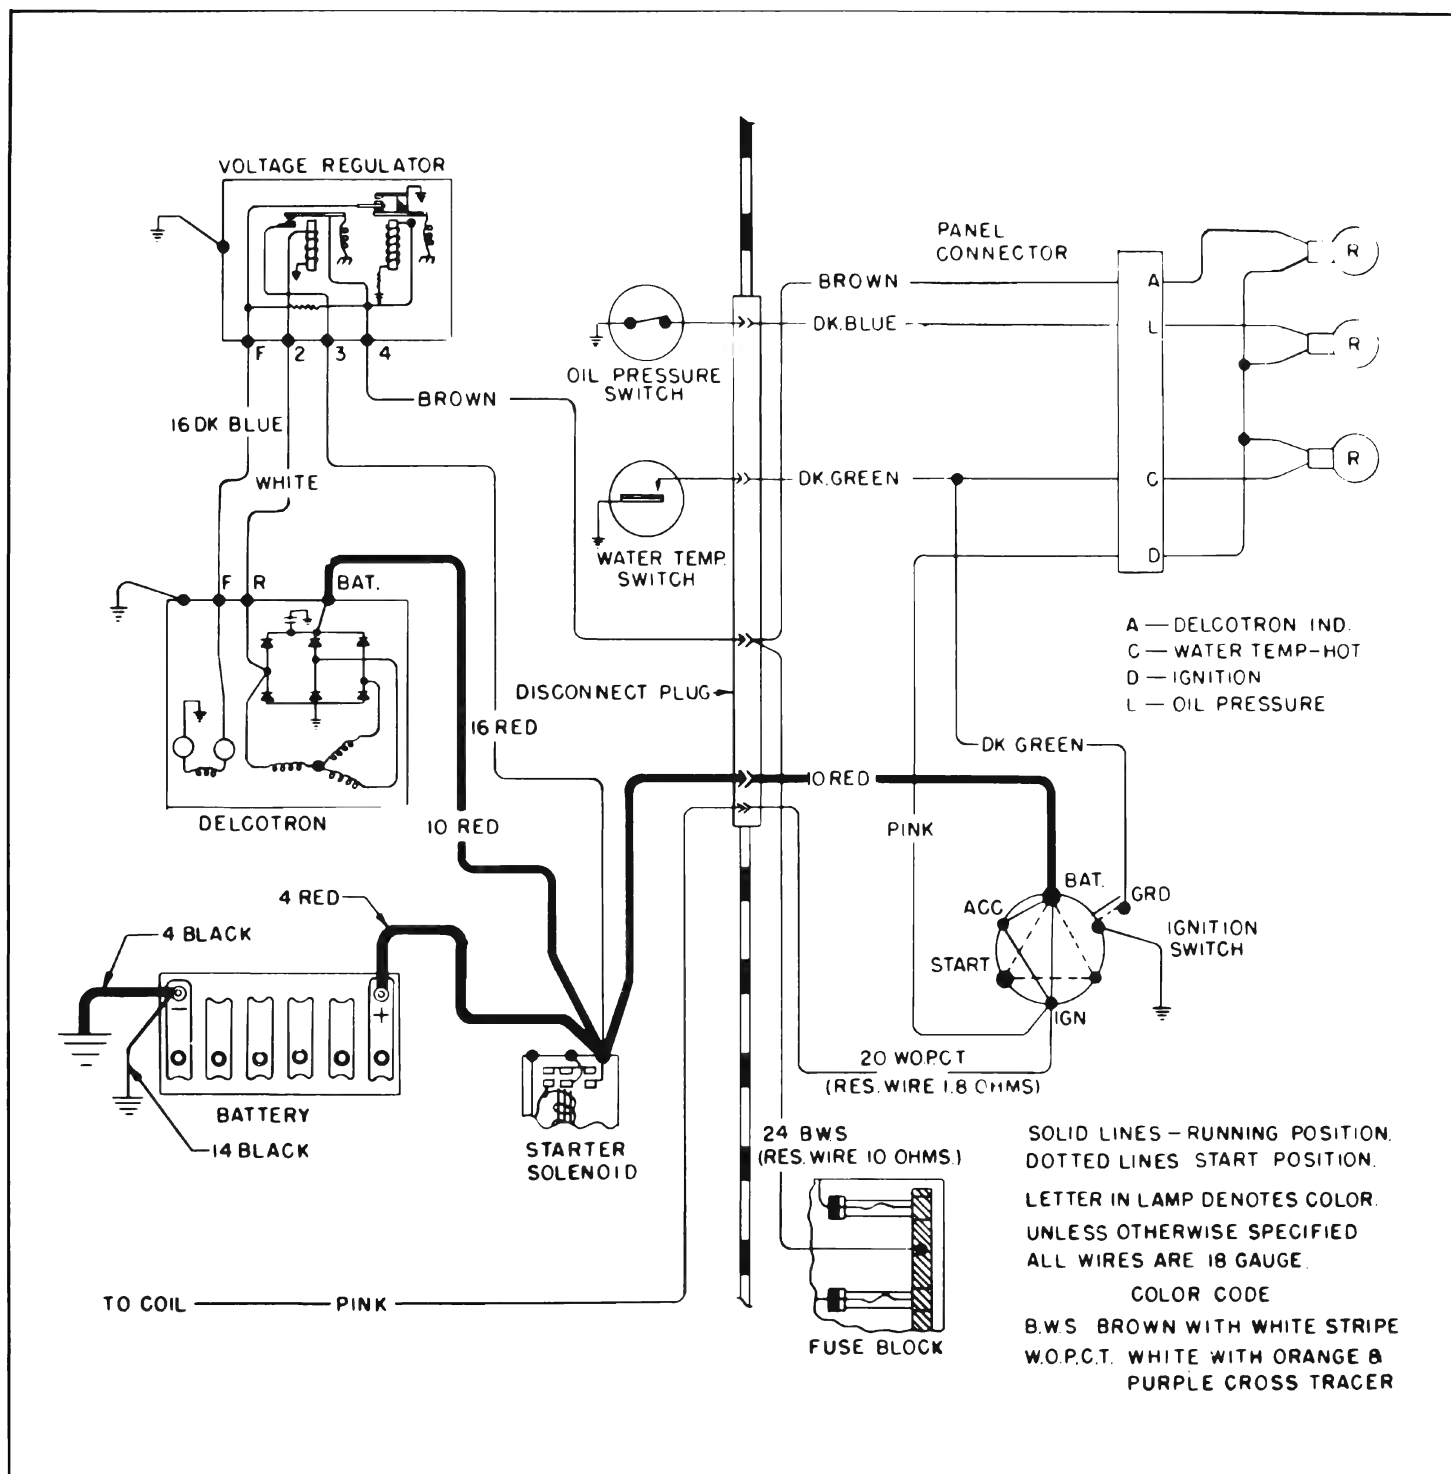 VOLTAGE REGULATOR
F 2 3 4
16 DK BLUE
WHITE
BROWN
OIL PRESSURE
SWITCH
WATER TEMP.
SWITCH
DISCONNECT PLUG
PANEL
CONNECTOR
BROWN
DK.BLUE
DK.GREEN
A
L
C
D
R
R
R
A — DELCOTRON IND.
C — WATER TEMP-HOT
D — IGNITION
L — OIL PRESSURE
F R BAT.
DELCOTRON
16 RED
10 RED
10 RED
DK GREEN
PINK
4 RED
4 BLACK
−
+
BATTERY
14 BLACK
STARTER
SOLENOID
BAT.
ACC
GRD
START
IGN
IGNITION
SWITCH
20 W.O.P.C.T
(RES. WIRE 1.8 OHMS)
24 B.W.S
(RES. WIRE 10 OHMS.)
FUSE BLOCK
TO COIL
PINK
SOLID LINES – RUNNING POSITION.
DOTTED LINES START POSITION.
LETTER IN LAMP DENOTES COLOR.
UNLESS OTHERWISE SPECIFIED
ALL WIRES ARE 18 GAUGE.
COLOR CODE
B.W.S BROWN WITH WHITE STRIPE
W.O.P.C.T. WHITE WITH ORANGE &
PURPLE CROSS TRACER